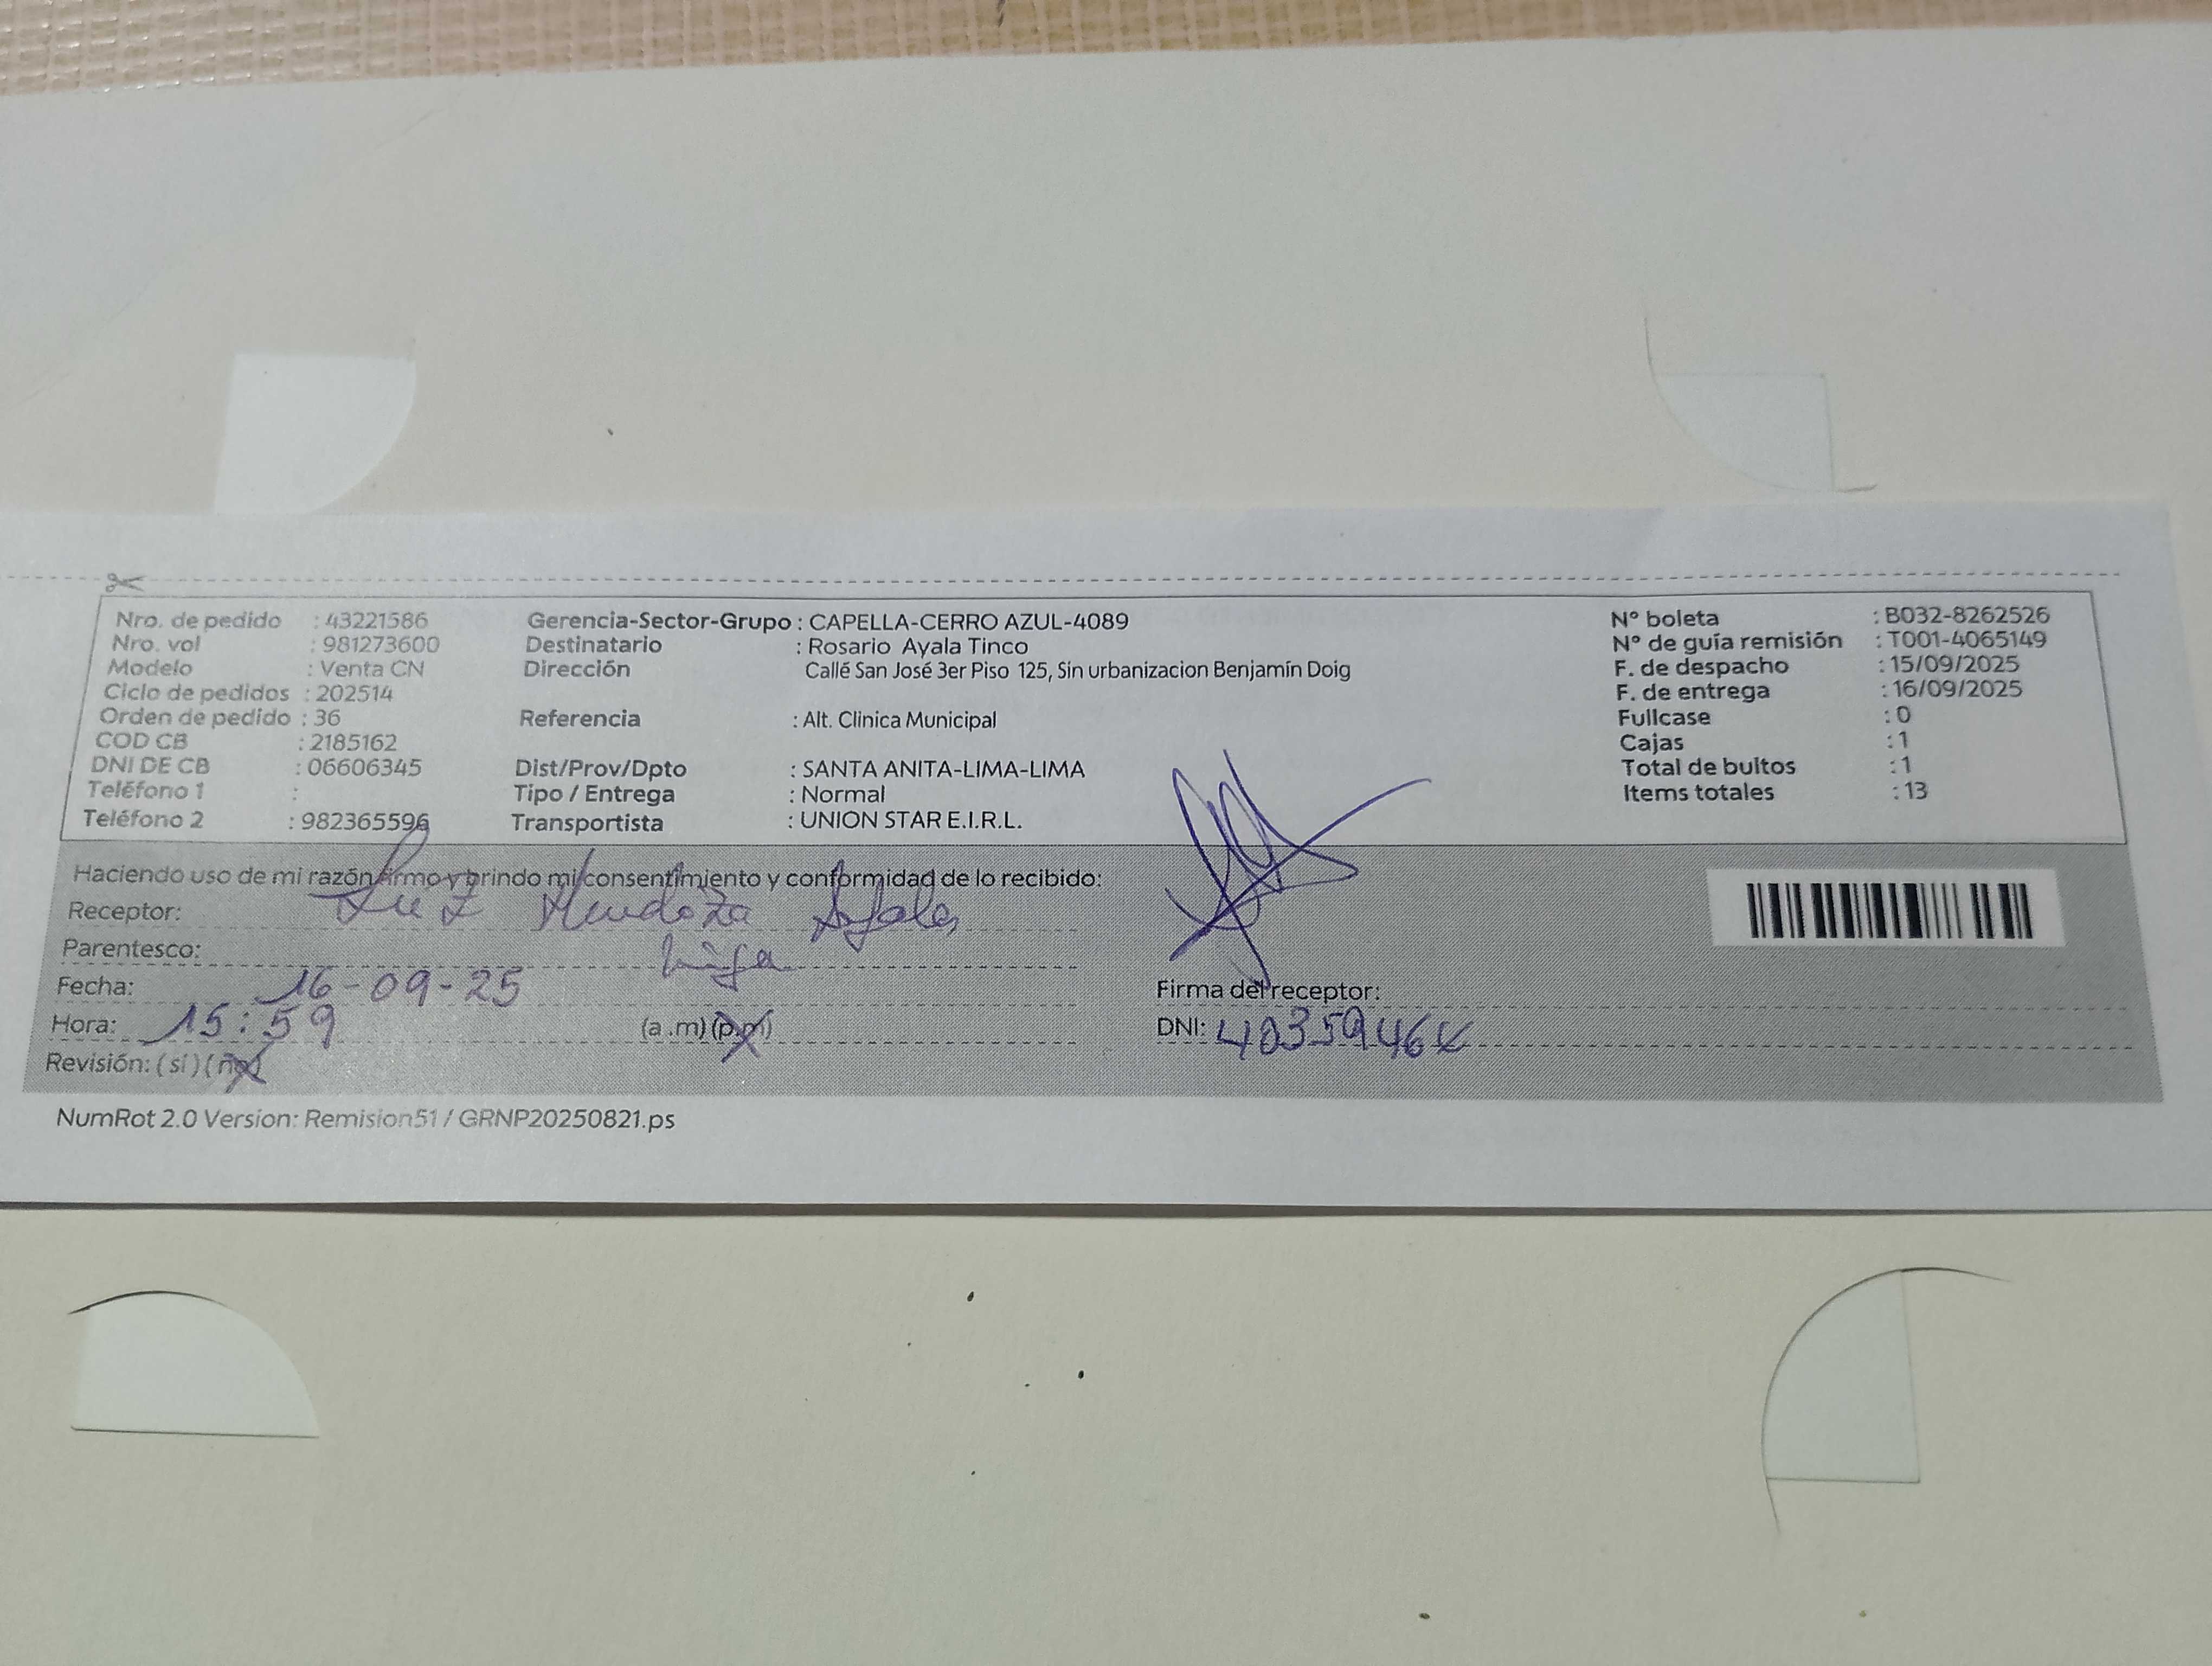 Nro. de pedido : 43221586 Gerencia-Sector-Grupo : CAPELLA-CERRO AZUL-4089 N° boleta : B032-8262526
Nro. vol : 981273600 Destinatario : Rosario Ayala Tinco N° de guía remisión : T001-4065149
Modelo : Venta CN Dirección Callé San José 3er Piso 125, Sin urbanizacion Benjamín Doig F. de despacho : 15/09/2025
Ciclo de pedidos : 202514 F. de entrega : 16/09/2025
Orden de pedido : 36 Referencia : Alt. Clinica Municipal Fullcase : 0
COD CB : 2185162 Cajas : 1
DNI DE CB : 06606345 Dist/Prov/Dpto : SANTA ANITA-LIMA-LIMA Total de bultos : 1
Teléfono 1 : Tipo / Entrega : Normal Items totales : 13
Teléfono 2 : 982365596 Transportista : UNION STAR E.I.R.L.
Haciendo uso de mi razón firmo y brindo mi consentimiento y conformidad de lo recibido:
Receptor: Luz Mendoza Ayala
Parentesco: hija
Fecha: 16-09-25 Firma del receptor:
Hora: 15:59 (a.m) (p.m) DNI:
Revisión: (si) (no)
NumRot 2.0 Version: Remision51 / GRNP20250821.ps